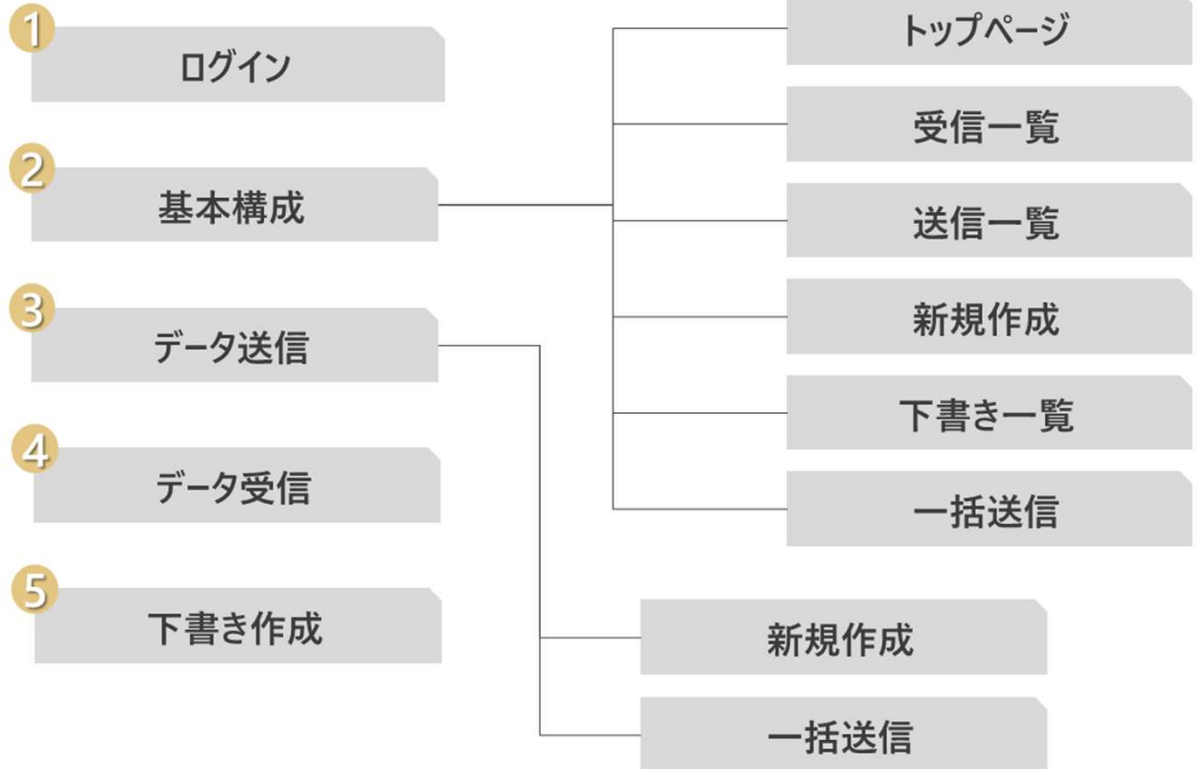 1
ログイン
2
基本構成
トップページ
受信一覧
送信一覧
新規作成
下書き一覧
一括送信
3
データ送信
新規作成
一括送信
4
データ受信
5
下書き作成